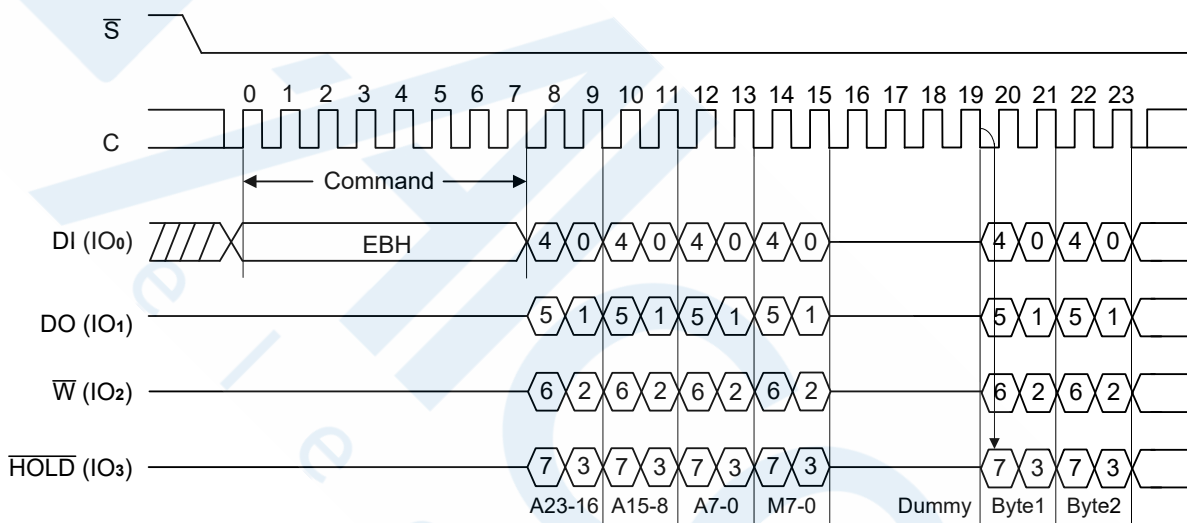 S
0 1 2 3 4 5 6 7 8 9 10 11 12 13 14 15 16 17 18 19 20 21 22 23
C
Command
DI (IO0) EBH 4 0 4 0 4 0 4 0 4 0 4 0
DO (IO1) 5 1 5 1 5 1 5 1 5 1 5 1
W (IO2) 6 2 6 2 6 2 6 2 6 2 6 2
HOLD (IO3) 7 3 7 3 7 3 7 3 7 3 7 3
A23-16 A15-8 A7-0 M7-0 Dummy Byte1 Byte2